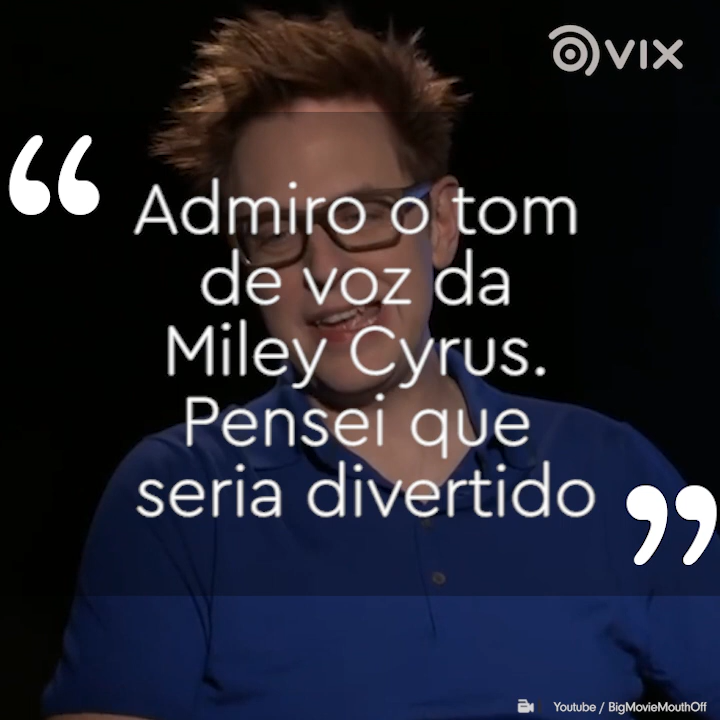 VIX
“
Admiro o tom
de voz da
Miley Cyrus.
Pensei que
seria divertido
”
Youtube / BigMovieMouthOff